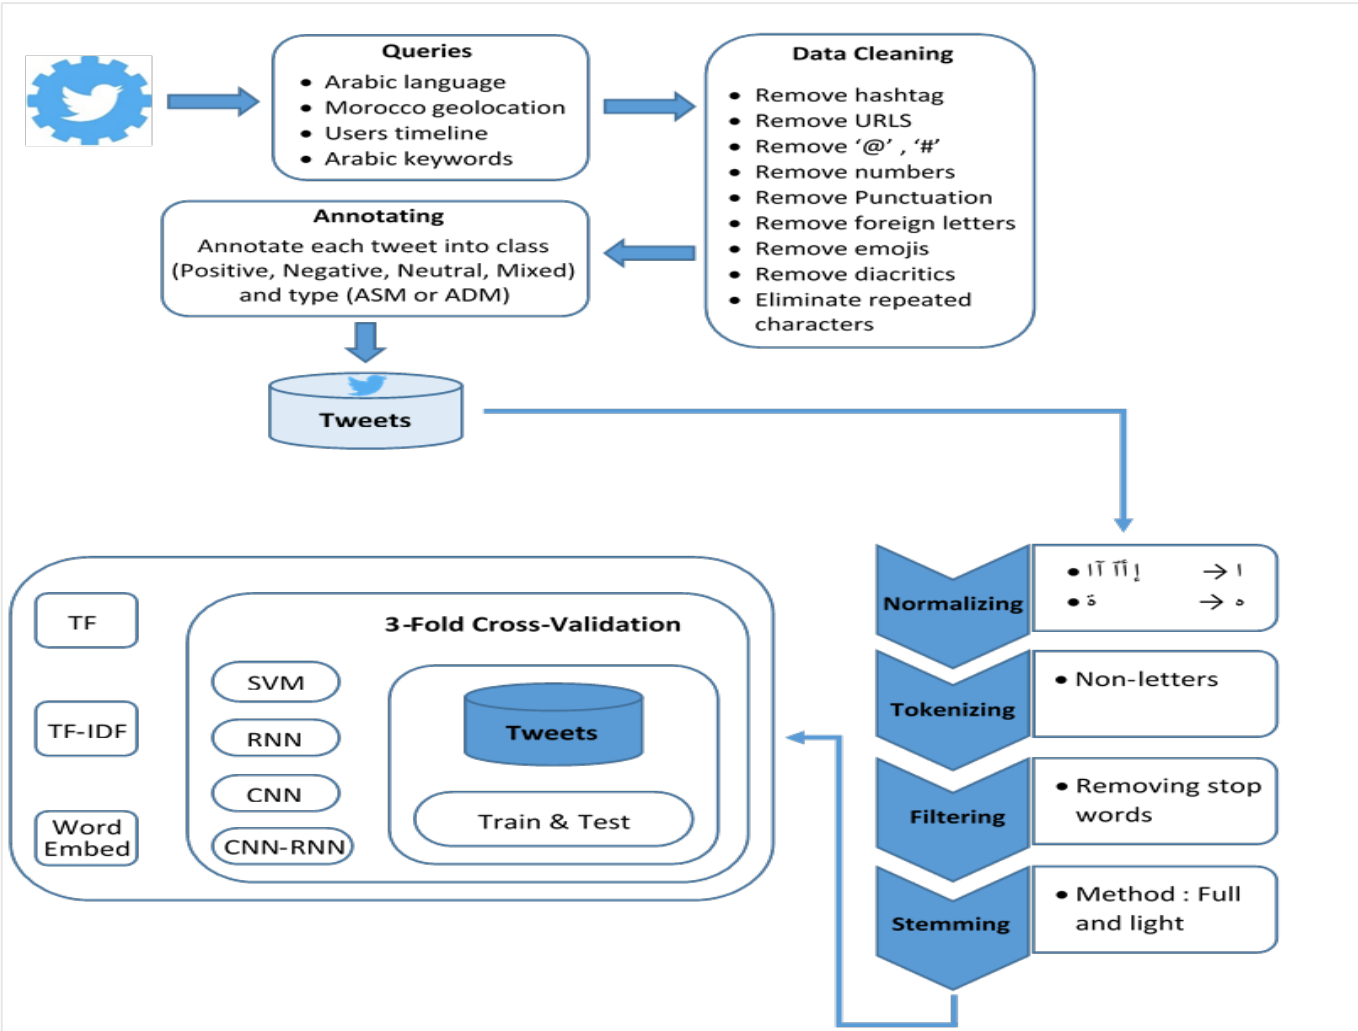 Queries
• Arabic language
• Morocco geolocation
• Users timeline
• Arabic keywords
Data Cleaning
• Remove hashtag
• Remove URLS
• Remove ‘@’ , ‘#’
• Remove numbers
• Remove Punctuation
• Remove foreign letters
• Remove emojis
• Remove diacritics
• Eliminate repeated
characters
Annotating
Annotate each tweet into class
(Positive, Negative, Neutral, Mixed)
and type (ASM or ADM)
Tweets
Normalizing
• → ا
• ة → ه
Tokenizing
• Non-letters
Filtering
• Removing stop
words
Stemming
• Method : Full
and light
TF
TF-IDF
Word
Embed
3-Fold Cross-Validation
SVM
RNN
CNN
CNN-RNN
Tweets
Train & Test